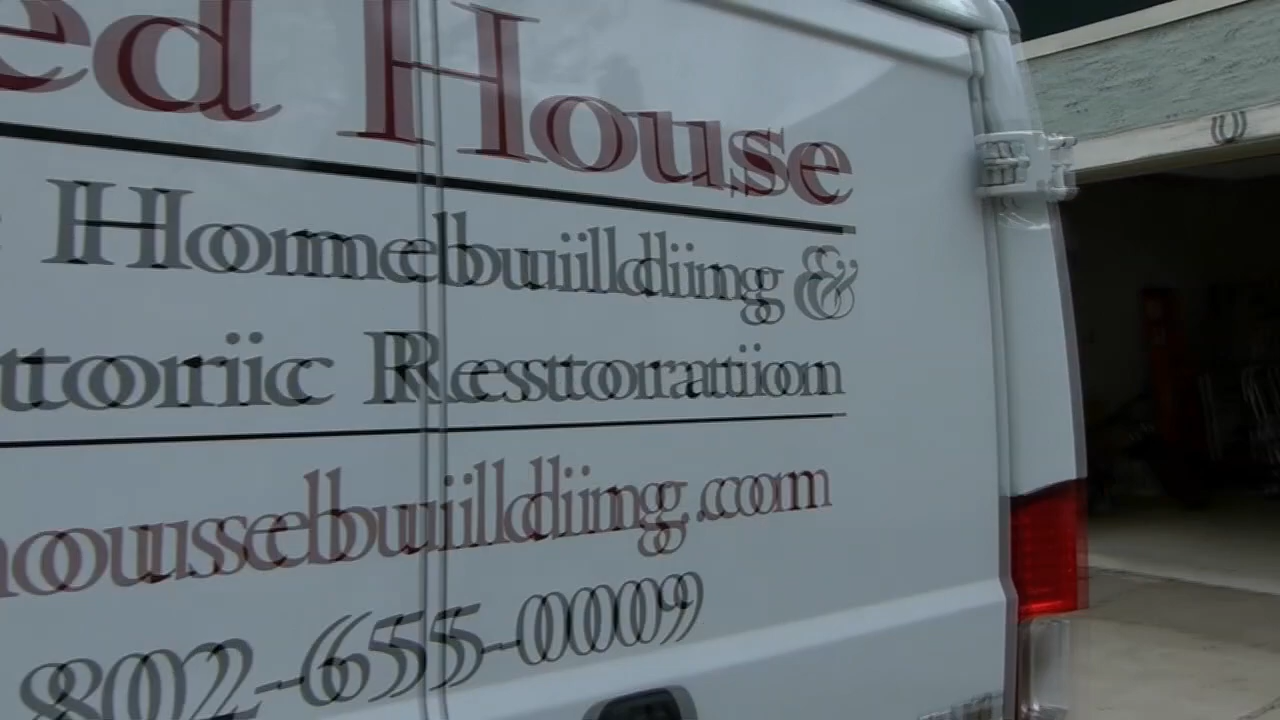 ed House
Homebuilding &
toric Restoration
housebuilding.com
802-655-0009